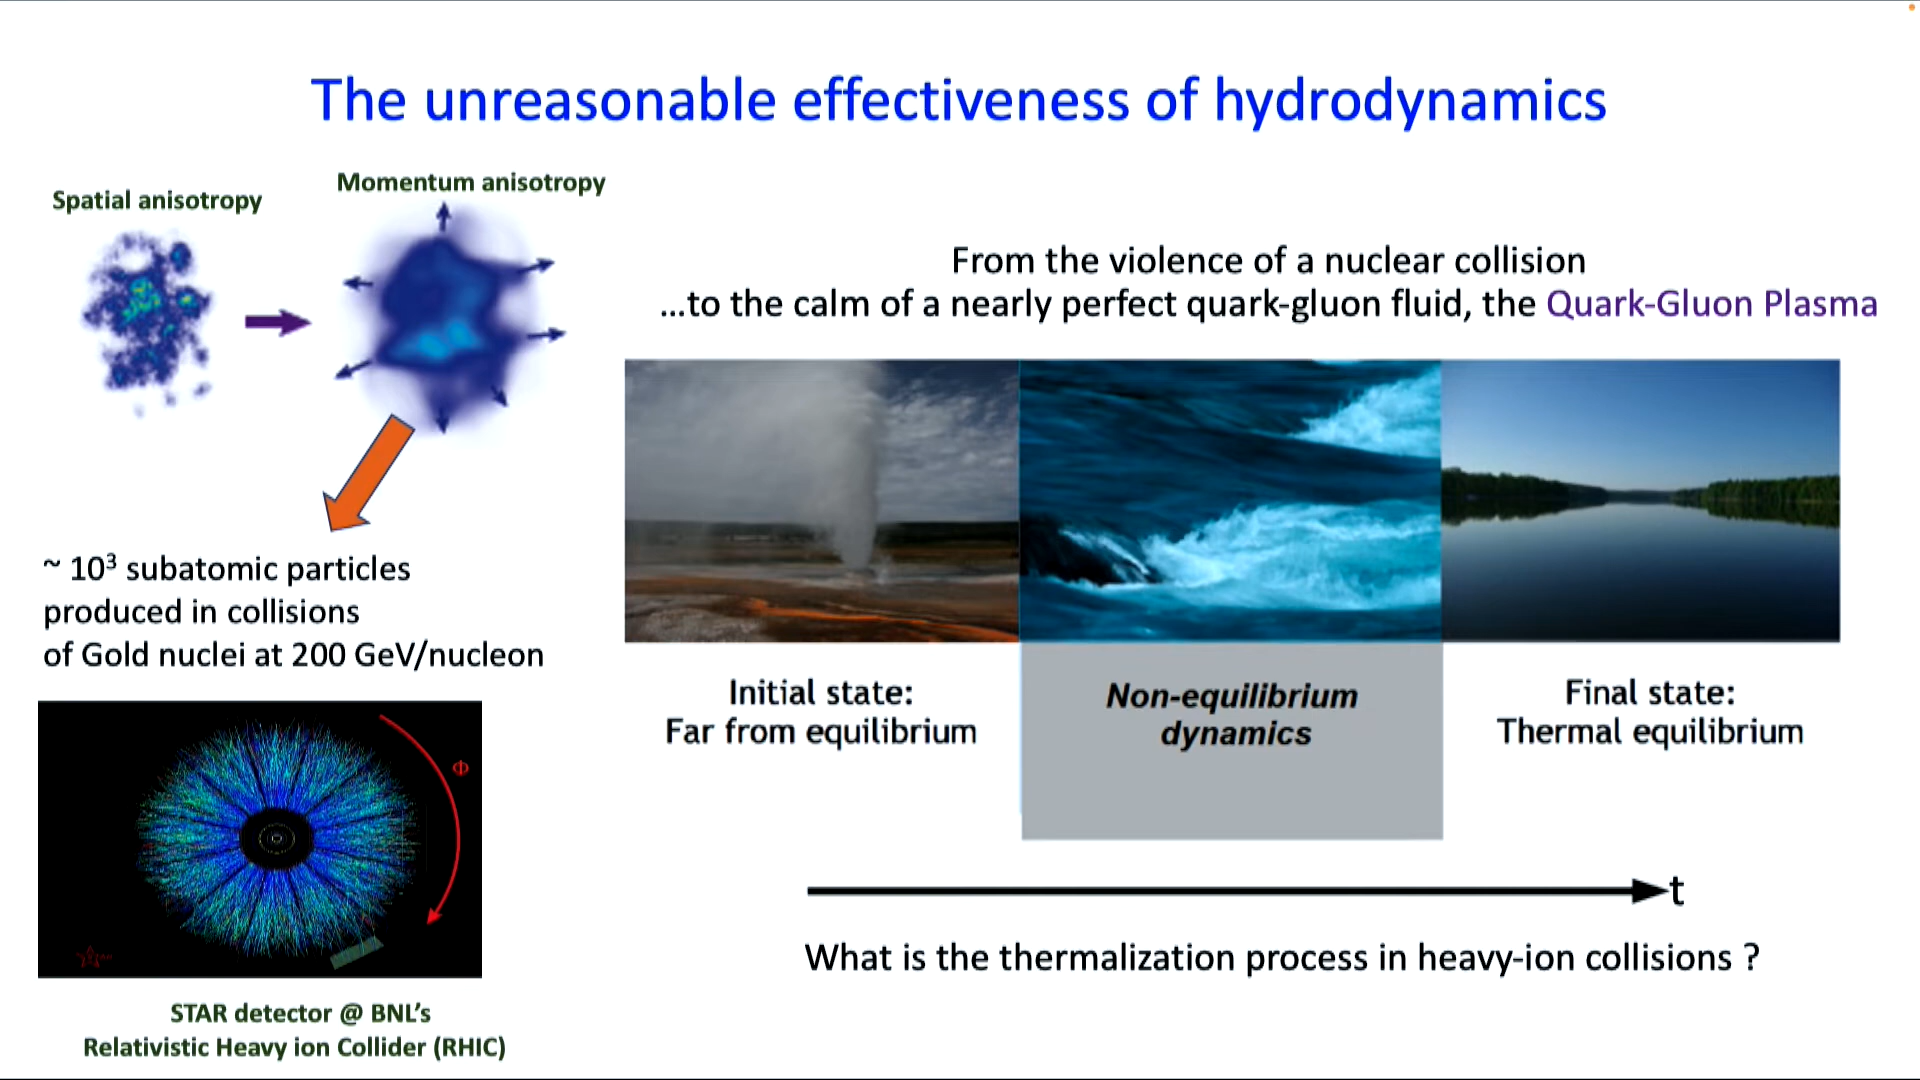 The unreasonable effectiveness of hydrodynamics
Spatial anisotropy
Momentum anisotropy
~ 10³ subatomic particles
produced in collisions
of Gold nuclei at 200 GeV/nucleon
Φ
STAR detector @ BNL’s
Relativistic Heavy ion Collider (RHIC)
From the violence of a nuclear collision
...to the calm of a nearly perfect quark-gluon fluid, the Quark-Gluon Plasma
Initial state:
Far from equilibrium
Non-equilibrium
dynamics
Final state:
Thermal equilibrium
t
What is the thermalization process in heavy-ion collisions ?